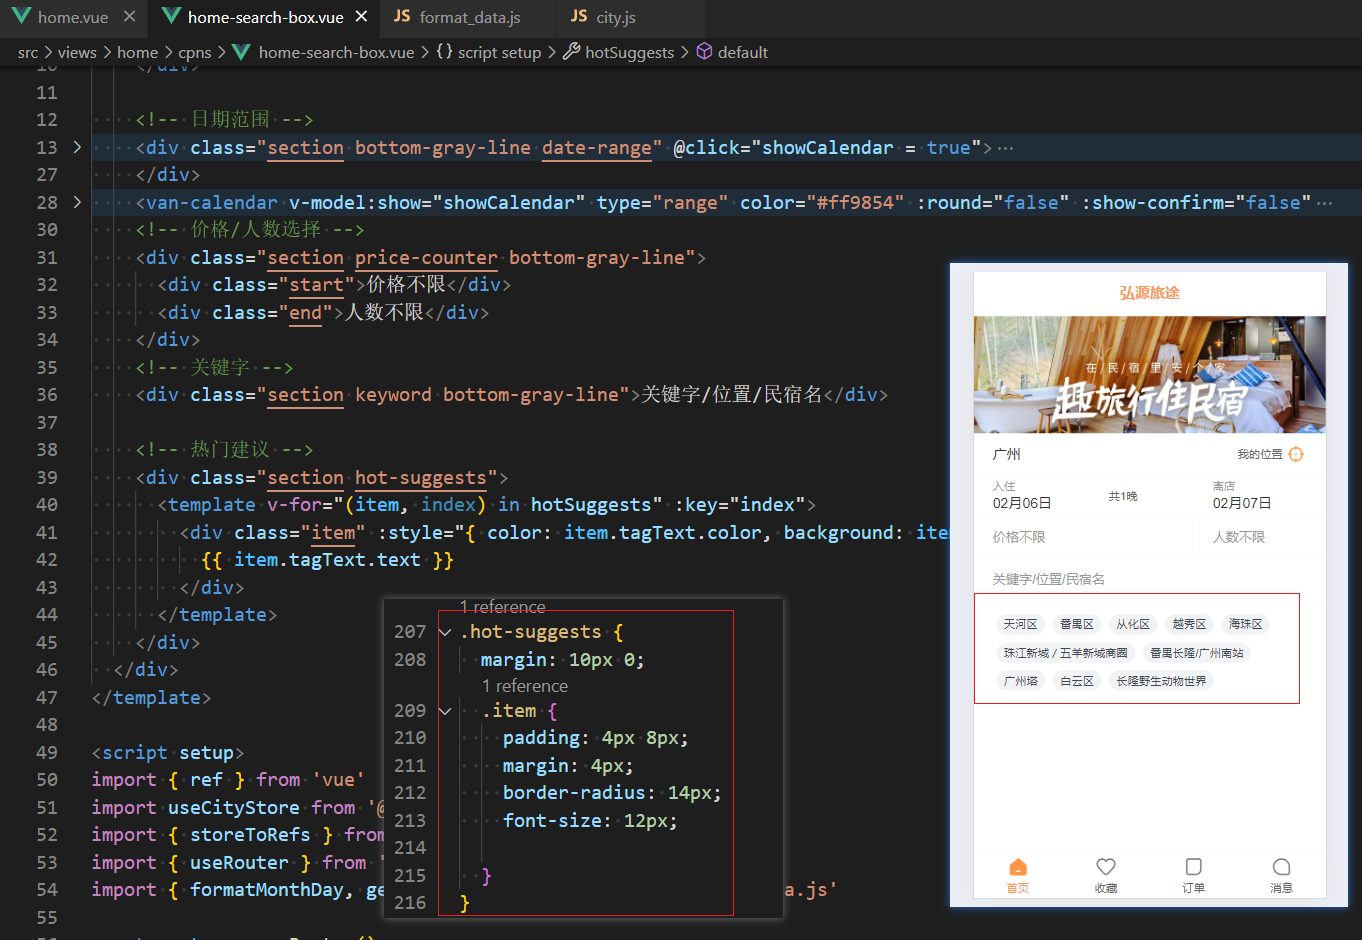 home.vue
home-search-box.vue
JS format_data.js
JS city.js
src > views > home > cpns > home-search-box.vue > {} script setup > hotSuggests > default
11
12 <!-- 日期范围 -->
13 <div class="section bottom-gray-line date-range" @click="showCalendar = true">…
27 </div>
28 <van-calendar v-model:show="showCalendar" type="range" color="#ff9854" :round="false" :show-confirm="false"…
30 <!-- 价格/人数选择 -->
31 <div class="section price-counter bottom-gray-line">
32 <div class="start">价格不限</div>
33 <div class="end">人数不限</div>
34 </div>
35 <!-- 关键字 -->
36 <div class="section keyword bottom-gray-line">关键字/位置/民宿名</div>
37
38 <!-- 热门建议 -->
39 <div class="section hot-suggests">
40 <template v-for="(item, index) in hotSuggests" :key="index">
41 <div class="item" :style="{ color: item.tagText.color, background: ite
42 {{ item.tagText.text }}
43 </div>
44 </template>
45 </div>
46 </div>
47 </template>
48
49 <script setup>
50 import { ref } from 'vue'
51 import useCityStore from '@
52 import { storeToRefs } from
53 import { useRouter } from '
54 import { formatMonthDay, ge
a.js'
55
1 reference
207 .hot-suggests {
208 margin: 10px 0;
1 reference
209 .item {
210 padding: 4px 8px;
211 margin: 4px;
212 border-radius: 14px;
213 font-size: 12px;
214
215 }
216 }
弘源旅途
在/民/宿/里/安/个/家
趣旅行住民宿
广州 我的位置
入住 离店
02月06日 共1晚 02月07日
价格不限 人数不限
关键字/位置/民宿名
天河区 番禺区 从化区 越秀区 海珠区
珠江新城 / 五羊新城商圈 番禺长隆/广州南站
广州塔 白云区 长隆野生动物世界
首页 收藏 订单 消息